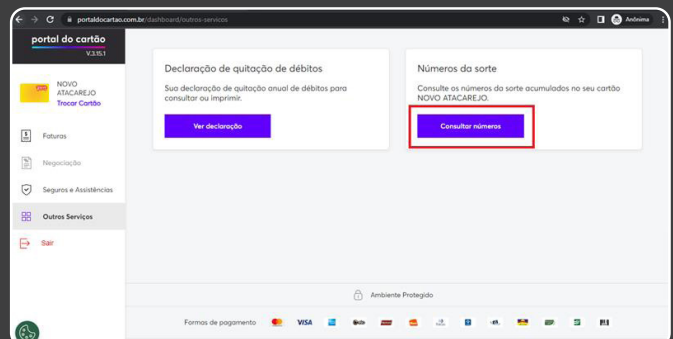 portaldocartao.com.br/dashboard/outros-servicos
Anônima
portal do cartão
V.3.15.1
NOVO
ATACAREJO
Trocar Cartão
Faturas
Negociação
Seguros e Assistências
Outros Serviços
Sair
Declaração de quitação de débitos
Sua declaração de quitação anual de débitos para
consultar ou imprimir.
Ver declaração
Números da sorte
Consulte os números da sorte acumulados no seu cartão
NOVO ATACAREJO.
Consultar números
Ambiente Protegido
Formas de pagamento
VISA